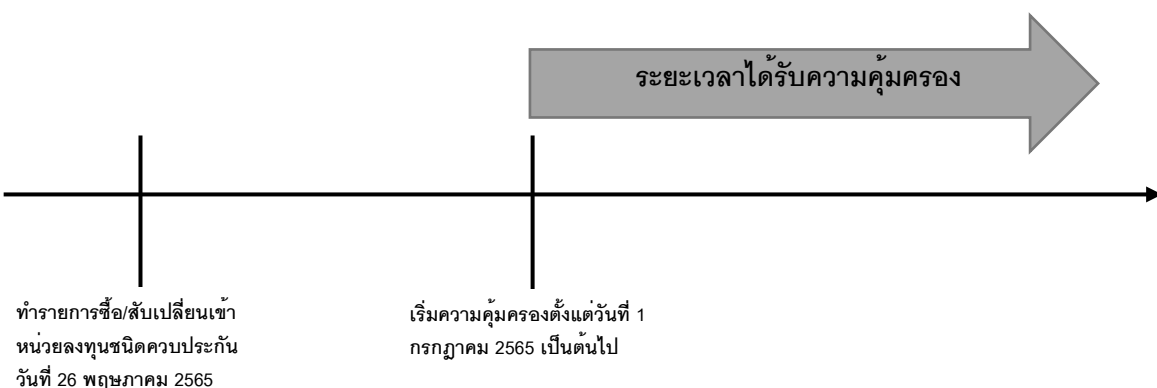 ระยะเวลาได้รับความคุ้มครอง
ทำรายการซื้อ/สับเปลี่ยนเข้า
หน่วยลงทุนชนิดควบประกัน
วันที่ 26 พฤษภาคม 2565
เริ่มความคุ้มครองตั้งแต่วันที่ 1
กรกฎาคม 2565 เป็นต้นไป